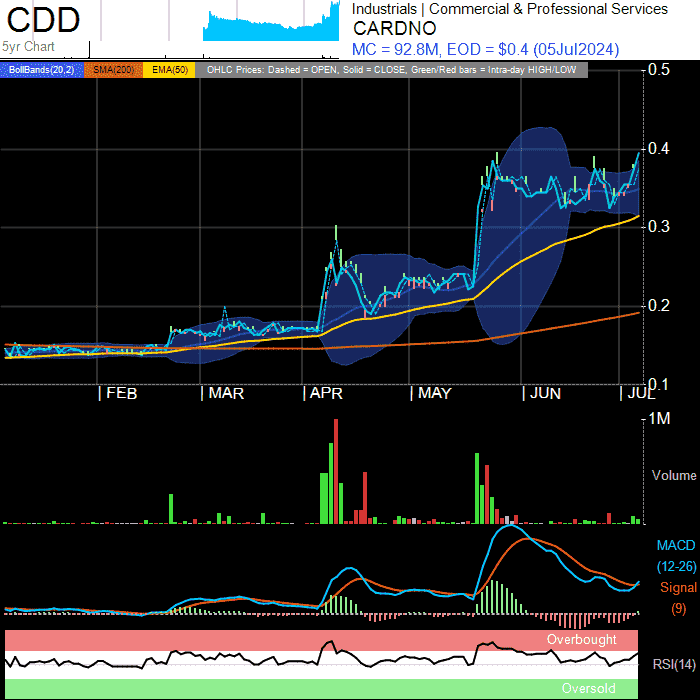 CDD
Industrials | Commercial & Professional Services
CARDNO
5yr Chart
MC = 92.8M, EOD = $0.4 (05Jul2024)
BollBands(20,2) SMA(200) EMA(50) OHLC Prices: Dashed = OPEN, Solid = CLOSE, Green/Red bars = Intra-day HIGH/LOW
0.5
0.4
0.3
0.2
0.1
| FEB | MAR | APR | MAY | JUN | JUL
1M
Volume
MACD
(12-26)
Signal
(9)
Overbought
RSI(14)
Oversold